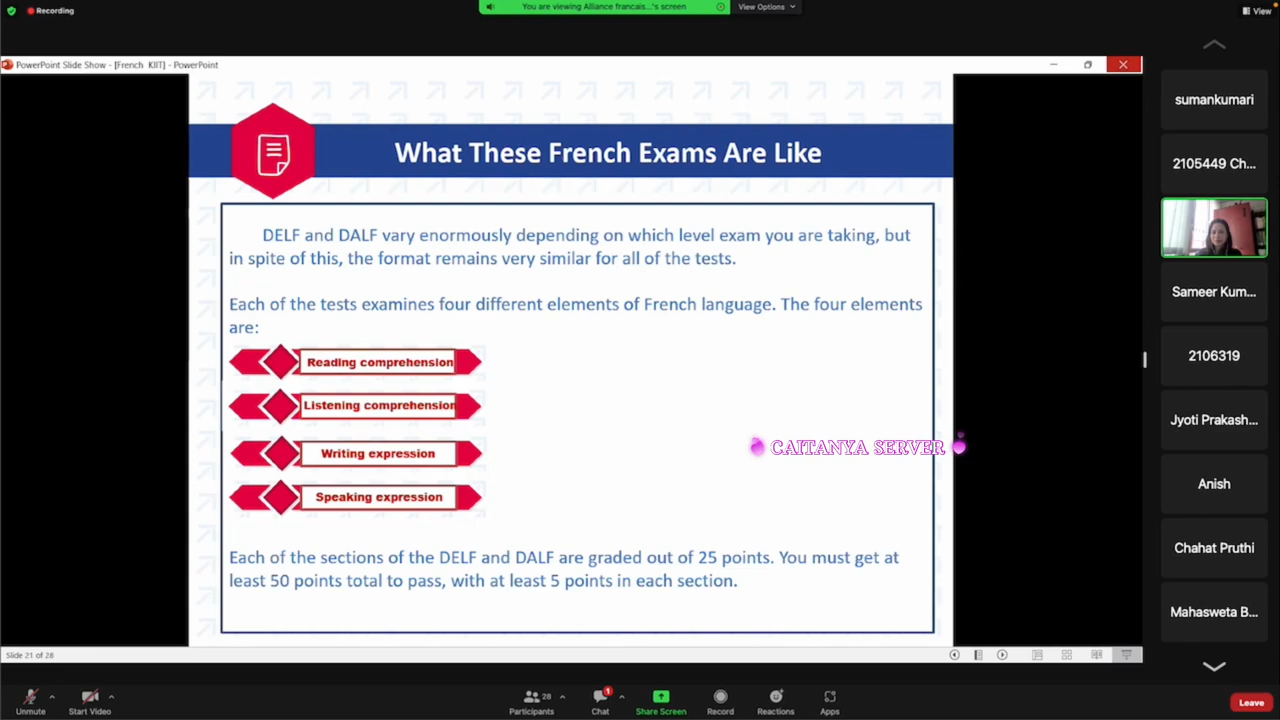 Recording
You are viewing Alliance francais...'s screen
View Options
View
PowerPoint Slide Show - [French KIIT] - PowerPoint
What These French Exams Are Like
DELF and DALF vary enormously depending on which level exam you are taking, but
in spite of this, the format remains very similar for all of the tests.
Each of the tests examines four different elements of French language. The four elements
are:
Reading comprehension
Listening comprehension
Writing expression
Speaking expression
CAITANYA SERVER
Each of the sections of the DELF and DALF are graded out of 25 points. You must get at
least 50 points total to pass, with at least 5 points in each section.
Slide 21 of 28
sumankumari
2105449 Ch...
Sameer Kum...
2106319
Jyoti Prakash...
Anish
Chahat Pruthi
Mahasweta B...
Unmute
Start Video
28
Participants
1
Chat
Share Screen
Record
Reactions
Apps
Leave